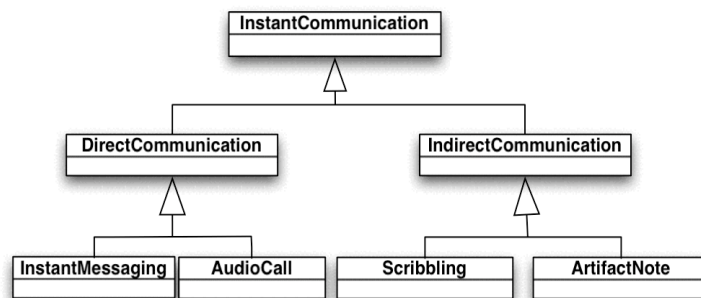 InstantCommunication
DirectCommunication
IndirectCommunication
InstantMessaging
AudioCall
Scribbling
ArtifactNote